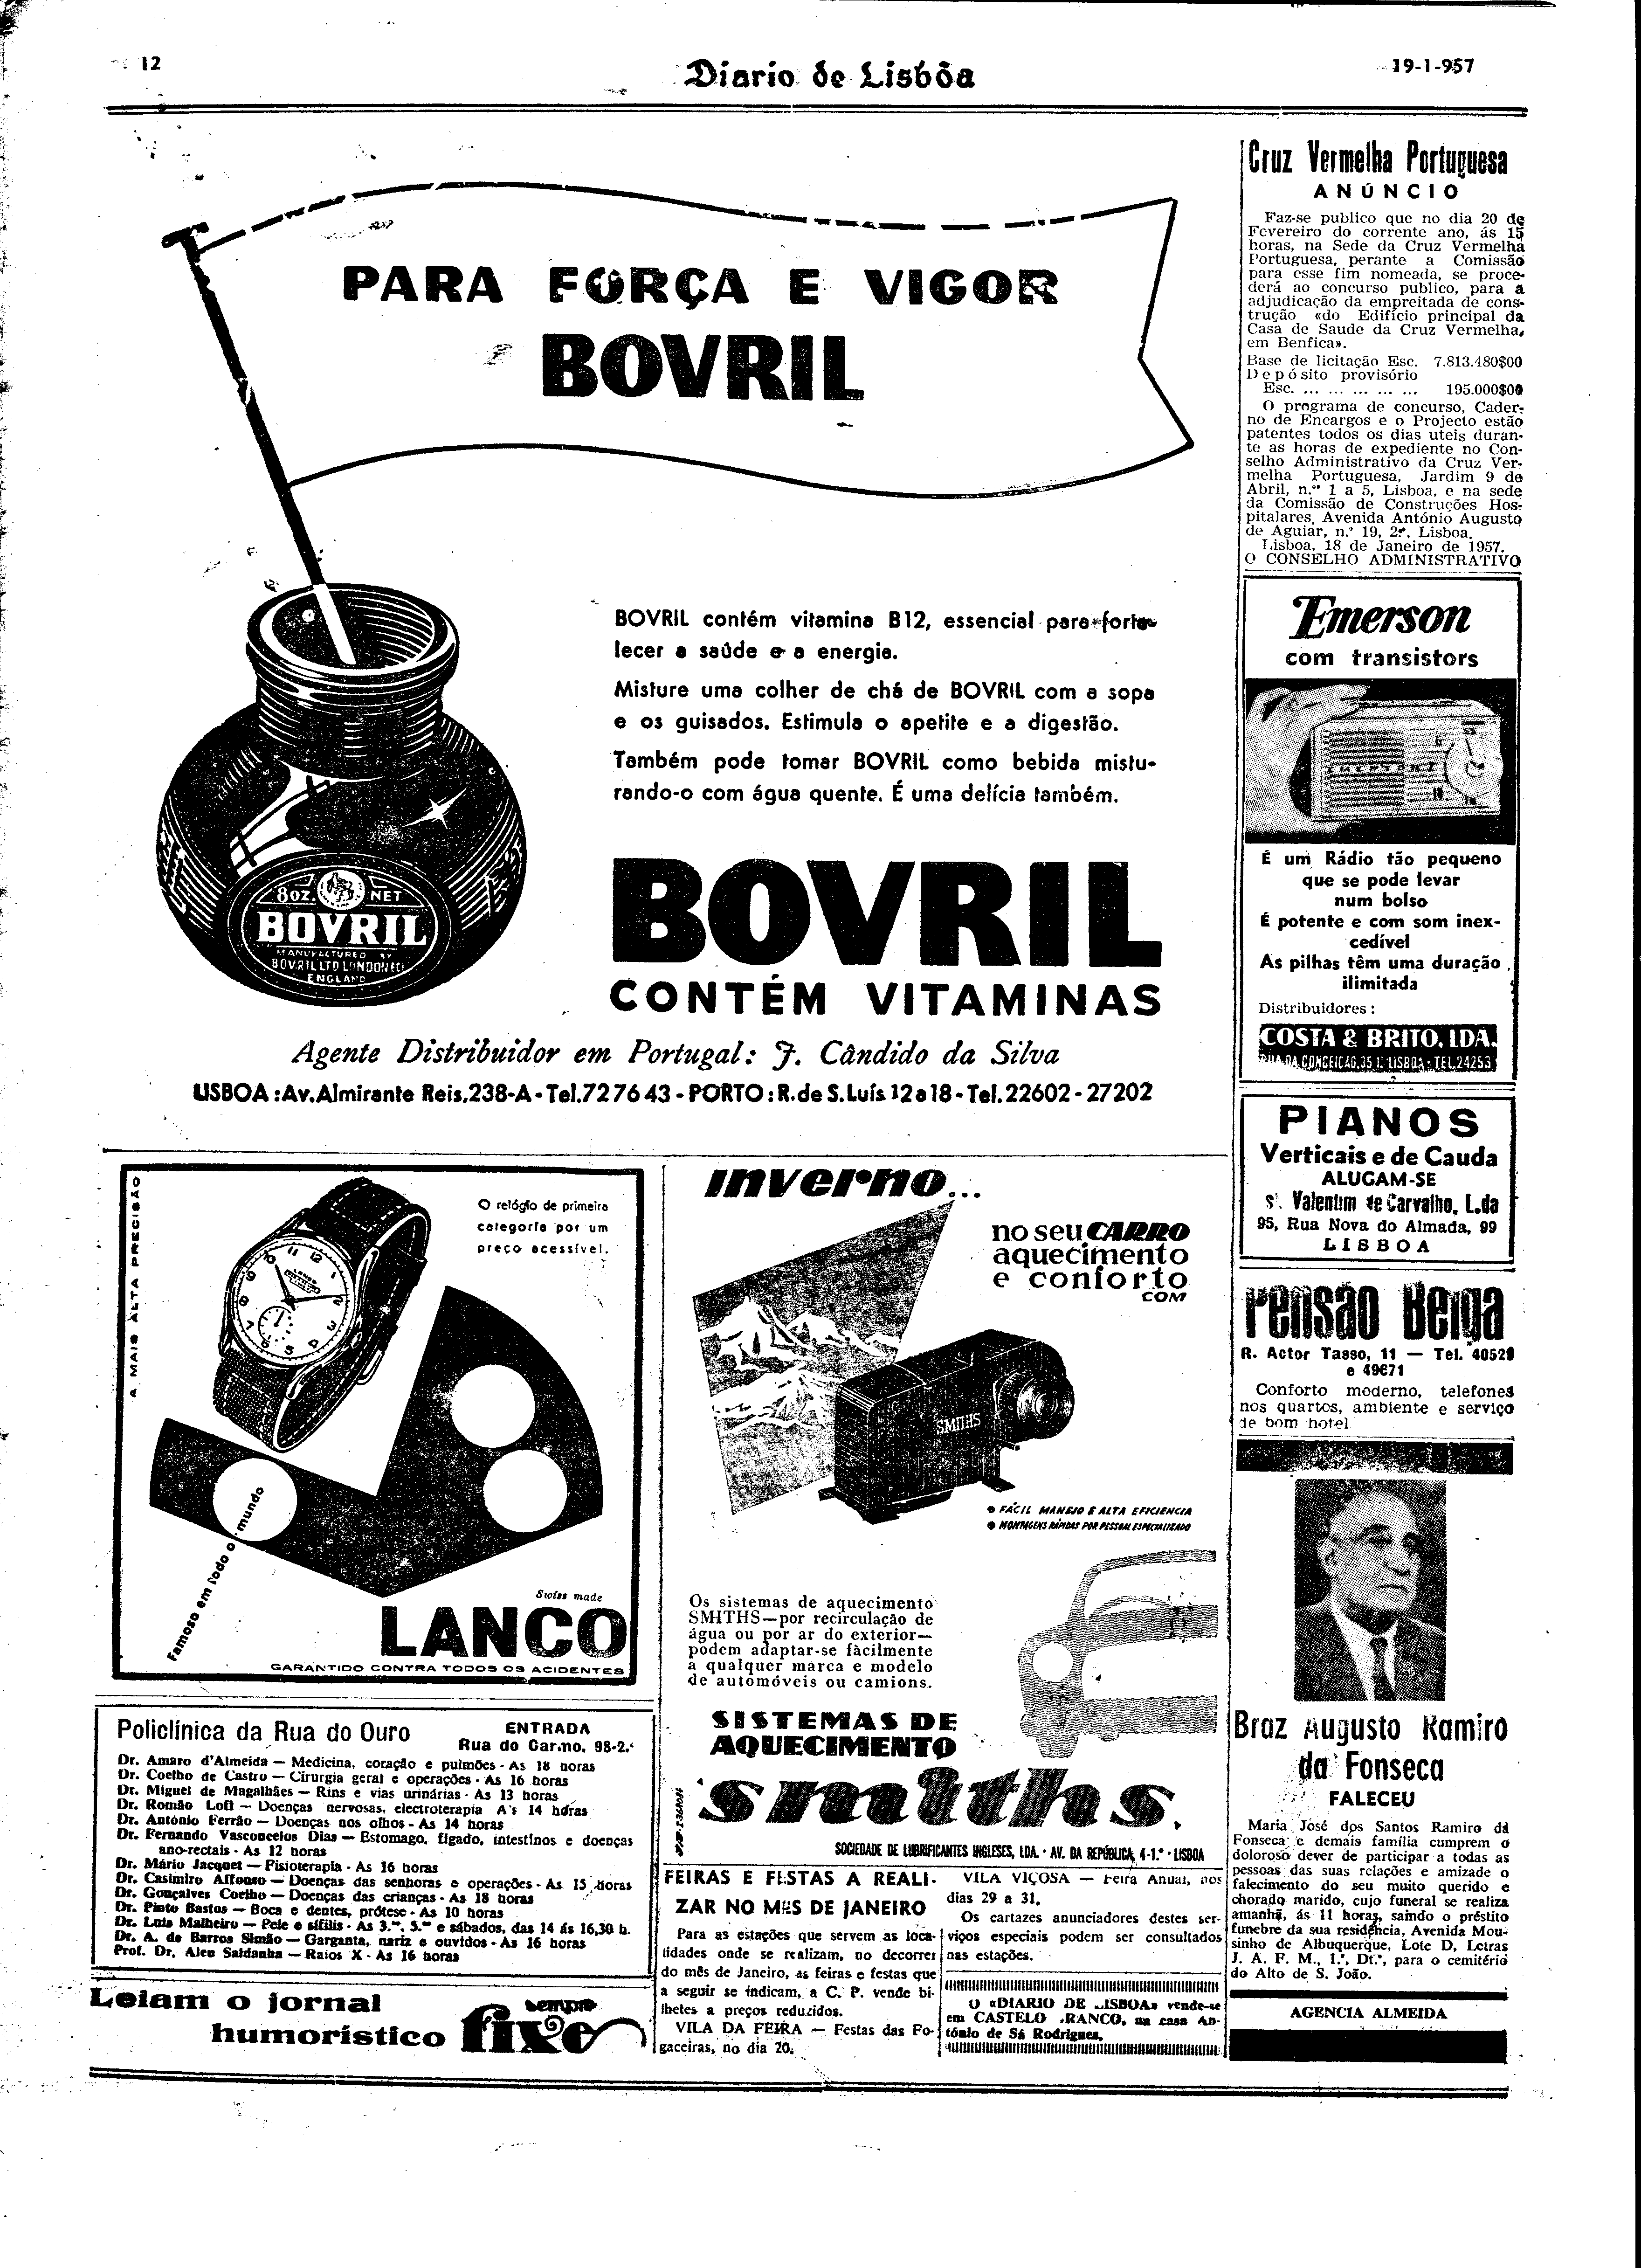 12
Diario de Lisbôa
19-1-957
PARA FORÇA E VIGOR
BOVRIL
BOVRIL contém vitamina B12, essencial para forta-
lecer a saúde e a energia.
Misture uma colher de chá de BOVRIL com a sopa
e os guisados. Estimula o apetite e a digestão.
Também pode tomar BOVRIL como bebida mistu-
rando-o com água quente. É uma delícia também.
8 OZ. NET
BOVRIL
MANUFACTURED BY
BOVRIL LTD LONDON EC1
ENGLAND
BOVRIL
CONTÉM VITAMINAS
Agente Distribuidor em Portugal: J. Cândido da Silva
LISBOA: Av. Almirante Reis, 238-A - Tel. 72 76 43 - PORTO: R. de S. Luís 12 a 18 - Tel. 22602 - 27202
A MAIS ALTA PRECISÃO
O relógio de primeira
categoria por um
preço acessível.
Famoso em todo o mundo
Swiss made
LANCO
GARANTIDO CONTRA TODOS OS ACIDENTES
Inverno...
no seu CARRO
aquecimento
e conforto
COM
SMITHS
● FÁCIL MANEJO E ALTA EFICIENCIA
● MONTAGENS RÁPIDAS POR PESSOAL ESPECIALIZADO
Os sistemas de aquecimento
SMITHS—por recirculação de
água ou por ar do exterior—
podem adaptar-se fàcilmente
a qualquer marca e modelo
de automóveis ou camions.
SISTEMAS DE
AQUECIMENTO
smiths.
SOCIEDADE DE LUBRIFICANTES INGLESES, LDA. - AV. DA REPÚBLICA, 4-1.º - LISBOA
Policlínica da Rua do Ouro
ENTRADA
Rua do Carmo, 98-2.º
Dr. Amaro d'Almeida — Medicina, coração e pulmões - As 18 horas
Dr. Coelho de Castro — Cirurgia geral e operações - As 16 horas
Dr. Miguel de Magalhães — Rins e vias urinárias - As 13 horas
Dr. Romão Loff — Doenças nervosas, electroterapia A's 14 horas
Dr. António Ferrão — Doenças nos olhos - As 14 horas
Dr. Fernando Vasconcelos Dias — Estomago, fígado, intestinos e doenças
ano-rectais - As 12 horas
Dr. Mário Jacquet — Fisioterapia - As 16 horas
Dr. Casimiro Affonso — Doenças das senhoras e operações - As 15 horas
Dr. Gonçalves Coelho — Doenças das crianças - As 18 horas
Dr. Pinto Bastos — Boca e dentes, prótese - As 10 horas
Dr. Luis Malheiro — Pele e sífilis - As 3.ªs, 5.ªs e sábados, das 14 ás 16,30 h.
Dr. A. de Barros Simão — Garganta, nariz e ouvidos - As 16 horas
Prof. Dr. Aleu Saldanha — Raios X - As 16 horas
Leiam o jornal
humorístico
sempre
fixe
FEIRAS E FESTAS A REALI-
ZAR NO MÊS DE JANEIRO
Para as estações que servem as loca-
lidades onde se realizam, no decorrer
do mês de Janeiro, as feiras e festas que
a seguir se indicam, a C. P. vende bi-
lhetes a preços reduzidos.
VILA DA FEIRA — Festas das Fo-
gaceiras, no dia 20.
VILA VIÇOSA — Feira Anual, nos
dias 29 a 31.
Os cartazes anunciadores destes ser-
viços especiais podem ser consultados
nas estações.
O «DIARIO DE LISBOA» vende-se
em CASTELO BRANCO, na casa An-
tónio de Sá Rodrigues.
Cruz Vermelha Portuguesa
ANÚNCIO
Faz-se publico que no dia 20 de
Fevereiro do corrente ano, ás 15
horas, na Sede da Cruz Vermelha
Portuguesa, perante a Comissão
para esse fim nomeada, se proce-
derá ao concurso publico, para a
adjudicação da empreitada de cons-
trução «do Edifício principal da
Casa de Saude da Cruz Vermelha,
em Benfica».
Base de licitação Esc. 7.813.480$00
Depósito provisório
Esc. ... ... ... ... ... 195.000$00
O programa de concurso, Cader-
no de Encargos e o Projecto estão
patentes todos os dias uteis duran-
te as horas de expediente no Con-
selho Administrativo da Cruz Ver-
melha Portuguesa, Jardim 9 de
Abril, n.ºs 1 a 5, Lisboa, e na sede
da Comissão de Construções Hos-
pitalares, Avenida António Augusto
de Aguiar, n.º 19, 2.º, Lisboa.
Lisboa, 18 de Janeiro de 1957.
O CONSELHO ADMINISTRATIVO
Emerson
com transistors
É um Rádio tão pequeno
que se pode levar
num bolso
É potente e com som inex-
cedível
As pilhas têm uma duração
ilimitada
Distribuidores:
COSTA & BRITO, LDA.
RUA DA CONCEIÇÃO, 35, 1.º LISBOA - TEL. 24253
PIANOS
Verticais e de Cauda
ALUGAM-SE
Valentim de Carvalho, L.da
95, Rua Nova do Almada, 99
LISBOA
Pensão Belga
R. Actor Tasso, 11 — Tel. 40529
e 49671
Conforto moderno, telefones
nos quartos, ambiente e serviço
de bom hotel.
Braz Augusto Ramiro
da Fonseca
FALECEU
Maria José dos Santos Ramiro da
Fonseca e demais família cumprem o
doloroso dever de participar a todas as
pessoas das suas relações e amizade o
falecimento do seu muito querido e
chorado marido, cujo funeral se realiza
amanhã, ás 11 horas, saindo o préstito
funebre da sua residência, Avenida Mou-
sinho de Albuquerque, Lote D, Letras
J. A. F. M., 1.º, Dt.º, para o cemitério
do Alto de S. João.
AGENCIA ALMEIDA